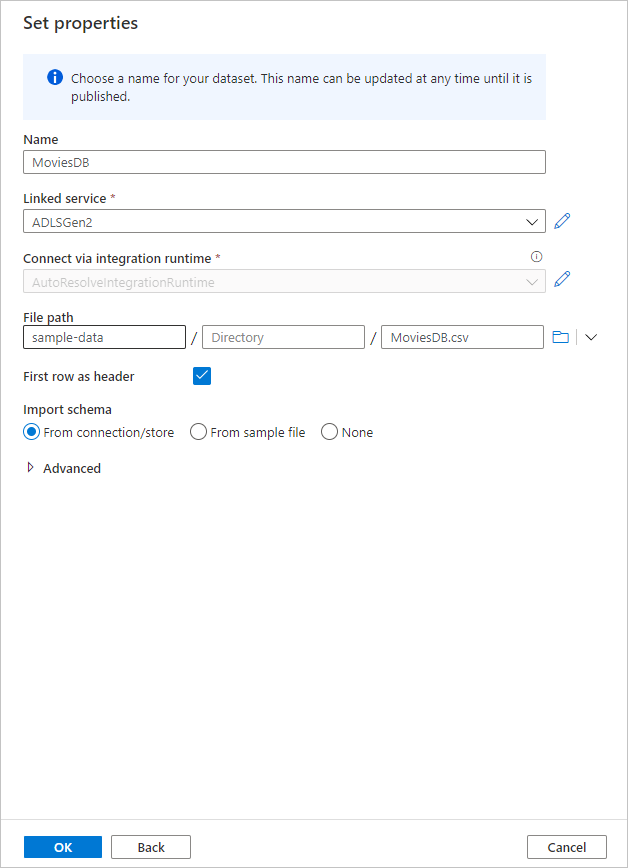 Set properties
Choose a name for your dataset. This name can be updated at any time until it is
published.
Name
MoviesDB
Linked service *
ADLSGen2
Connect via integration runtime *
AutoResolveIntegrationRuntime
File path
sample-data / Directory / MoviesDB.csv
First row as header
Import schema
From connection/store From sample file None
Advanced
OK Back Cancel